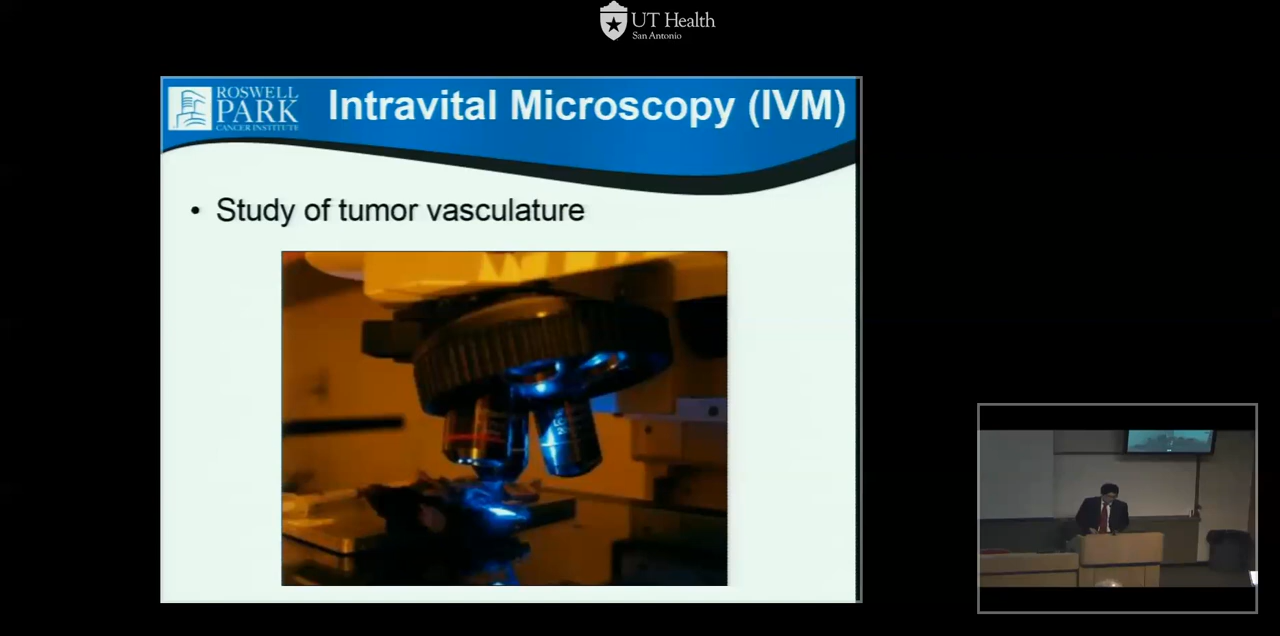 UT Health
San Antonio
ROSWELL
PARK
CANCER INSTITUTE
Intravital Microscopy (IVM)
• Study of tumor vasculature